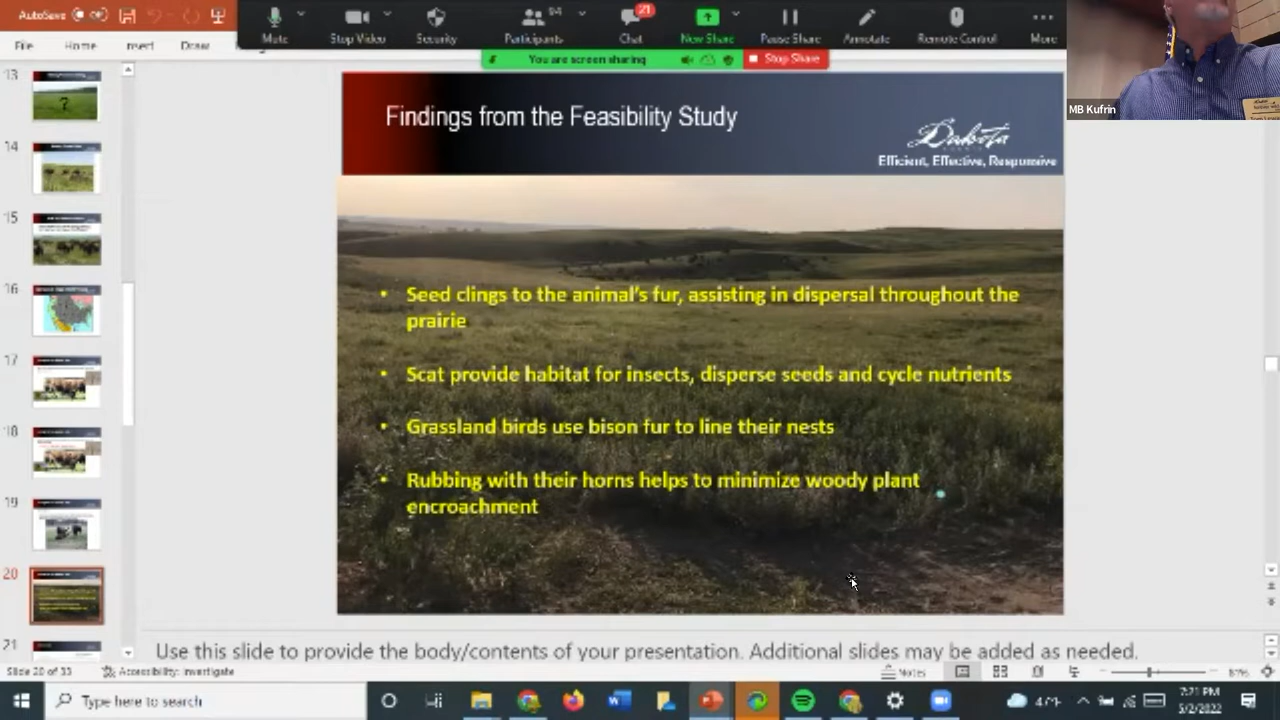 AutoSave
94
21
Mute
Stop Video
Security
Participants
Chat
New Share
Pause Share
Annotate
Remote Control
More
File
Home
Insert
Draw
You are screen sharing
Stop Share
MB Kufrin
13
14
15
16
17
18
19
20
21
Findings from the Feasibility Study
Dakota
Efficient, Effective, Responsive
• Seed clings to the animal's fur, assisting in dispersal throughout the
prairie
• Scat provide habitat for insects, disperse seeds and cycle nutrients
• Grassland birds use bison fur to line their nests
• Rubbing with their horns helps to minimize woody plant
encroachment
Use this slide to provide the body/contents of your presentation. Additional slides may be added as needed.
Slide 20 of 33
Accessibility: Investigate
Notes
81%
Type here to search
47°F
7:21 PM
5/2/2022